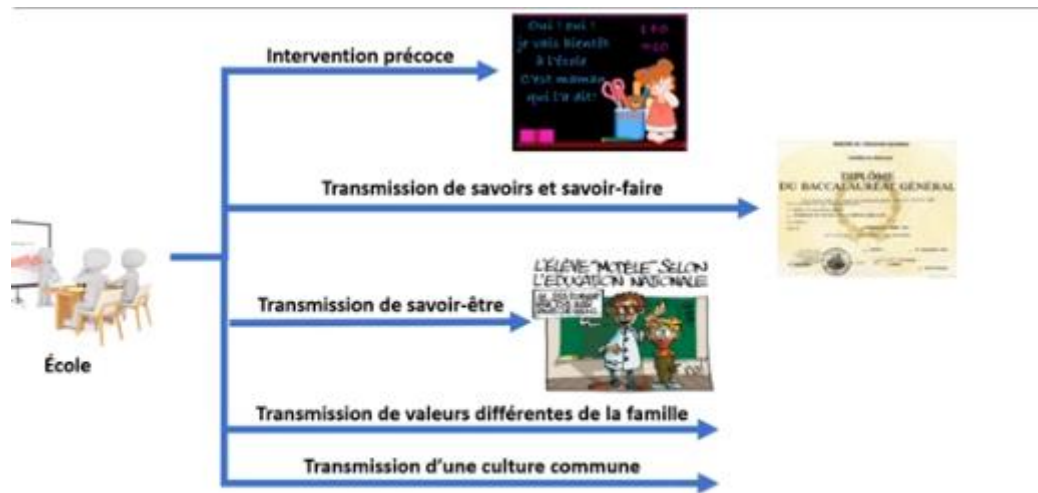 Intervention précoce
Oui ! oui !
je vais bientôt
à l'école
C'est maman
qui l'a dit!
Transmission de savoirs et savoir-faire
DIPLÔME
DU BACCALAURÉAT GÉNÉRAL
L'ÉLÈVE "MODÈLE" SELON
L'EDUCATION NATIONALE
Transmission de savoir-être
École
Transmission de valeurs différentes de la famille
Transmission d'une culture commune